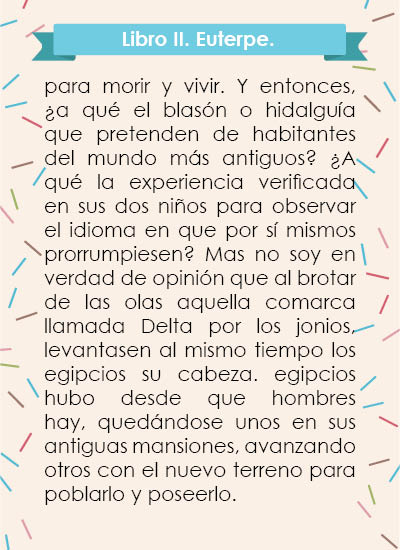 Libro II. Euterpe.
para morir y vivir. Y entonces,
¿a qué el blasón o hidalguía
que pretenden de habitantes
del mundo más antiguos? ¿A
qué la experiencia verificada
en sus dos niños para observar
el idioma en que por sí mismos
prorrumpiesen? Mas no soy en
verdad de opinión que al brotar
de las olas aquella comarca
llamada Delta por los jonios,
levantasen al mismo tiempo los
egipcios su cabeza. egipcios
hubo desde que hombres
hay, quedándose unos en sus
antiguas mansiones, avanzando
otros con el nuevo terreno para
poblarlo y poseerlo.